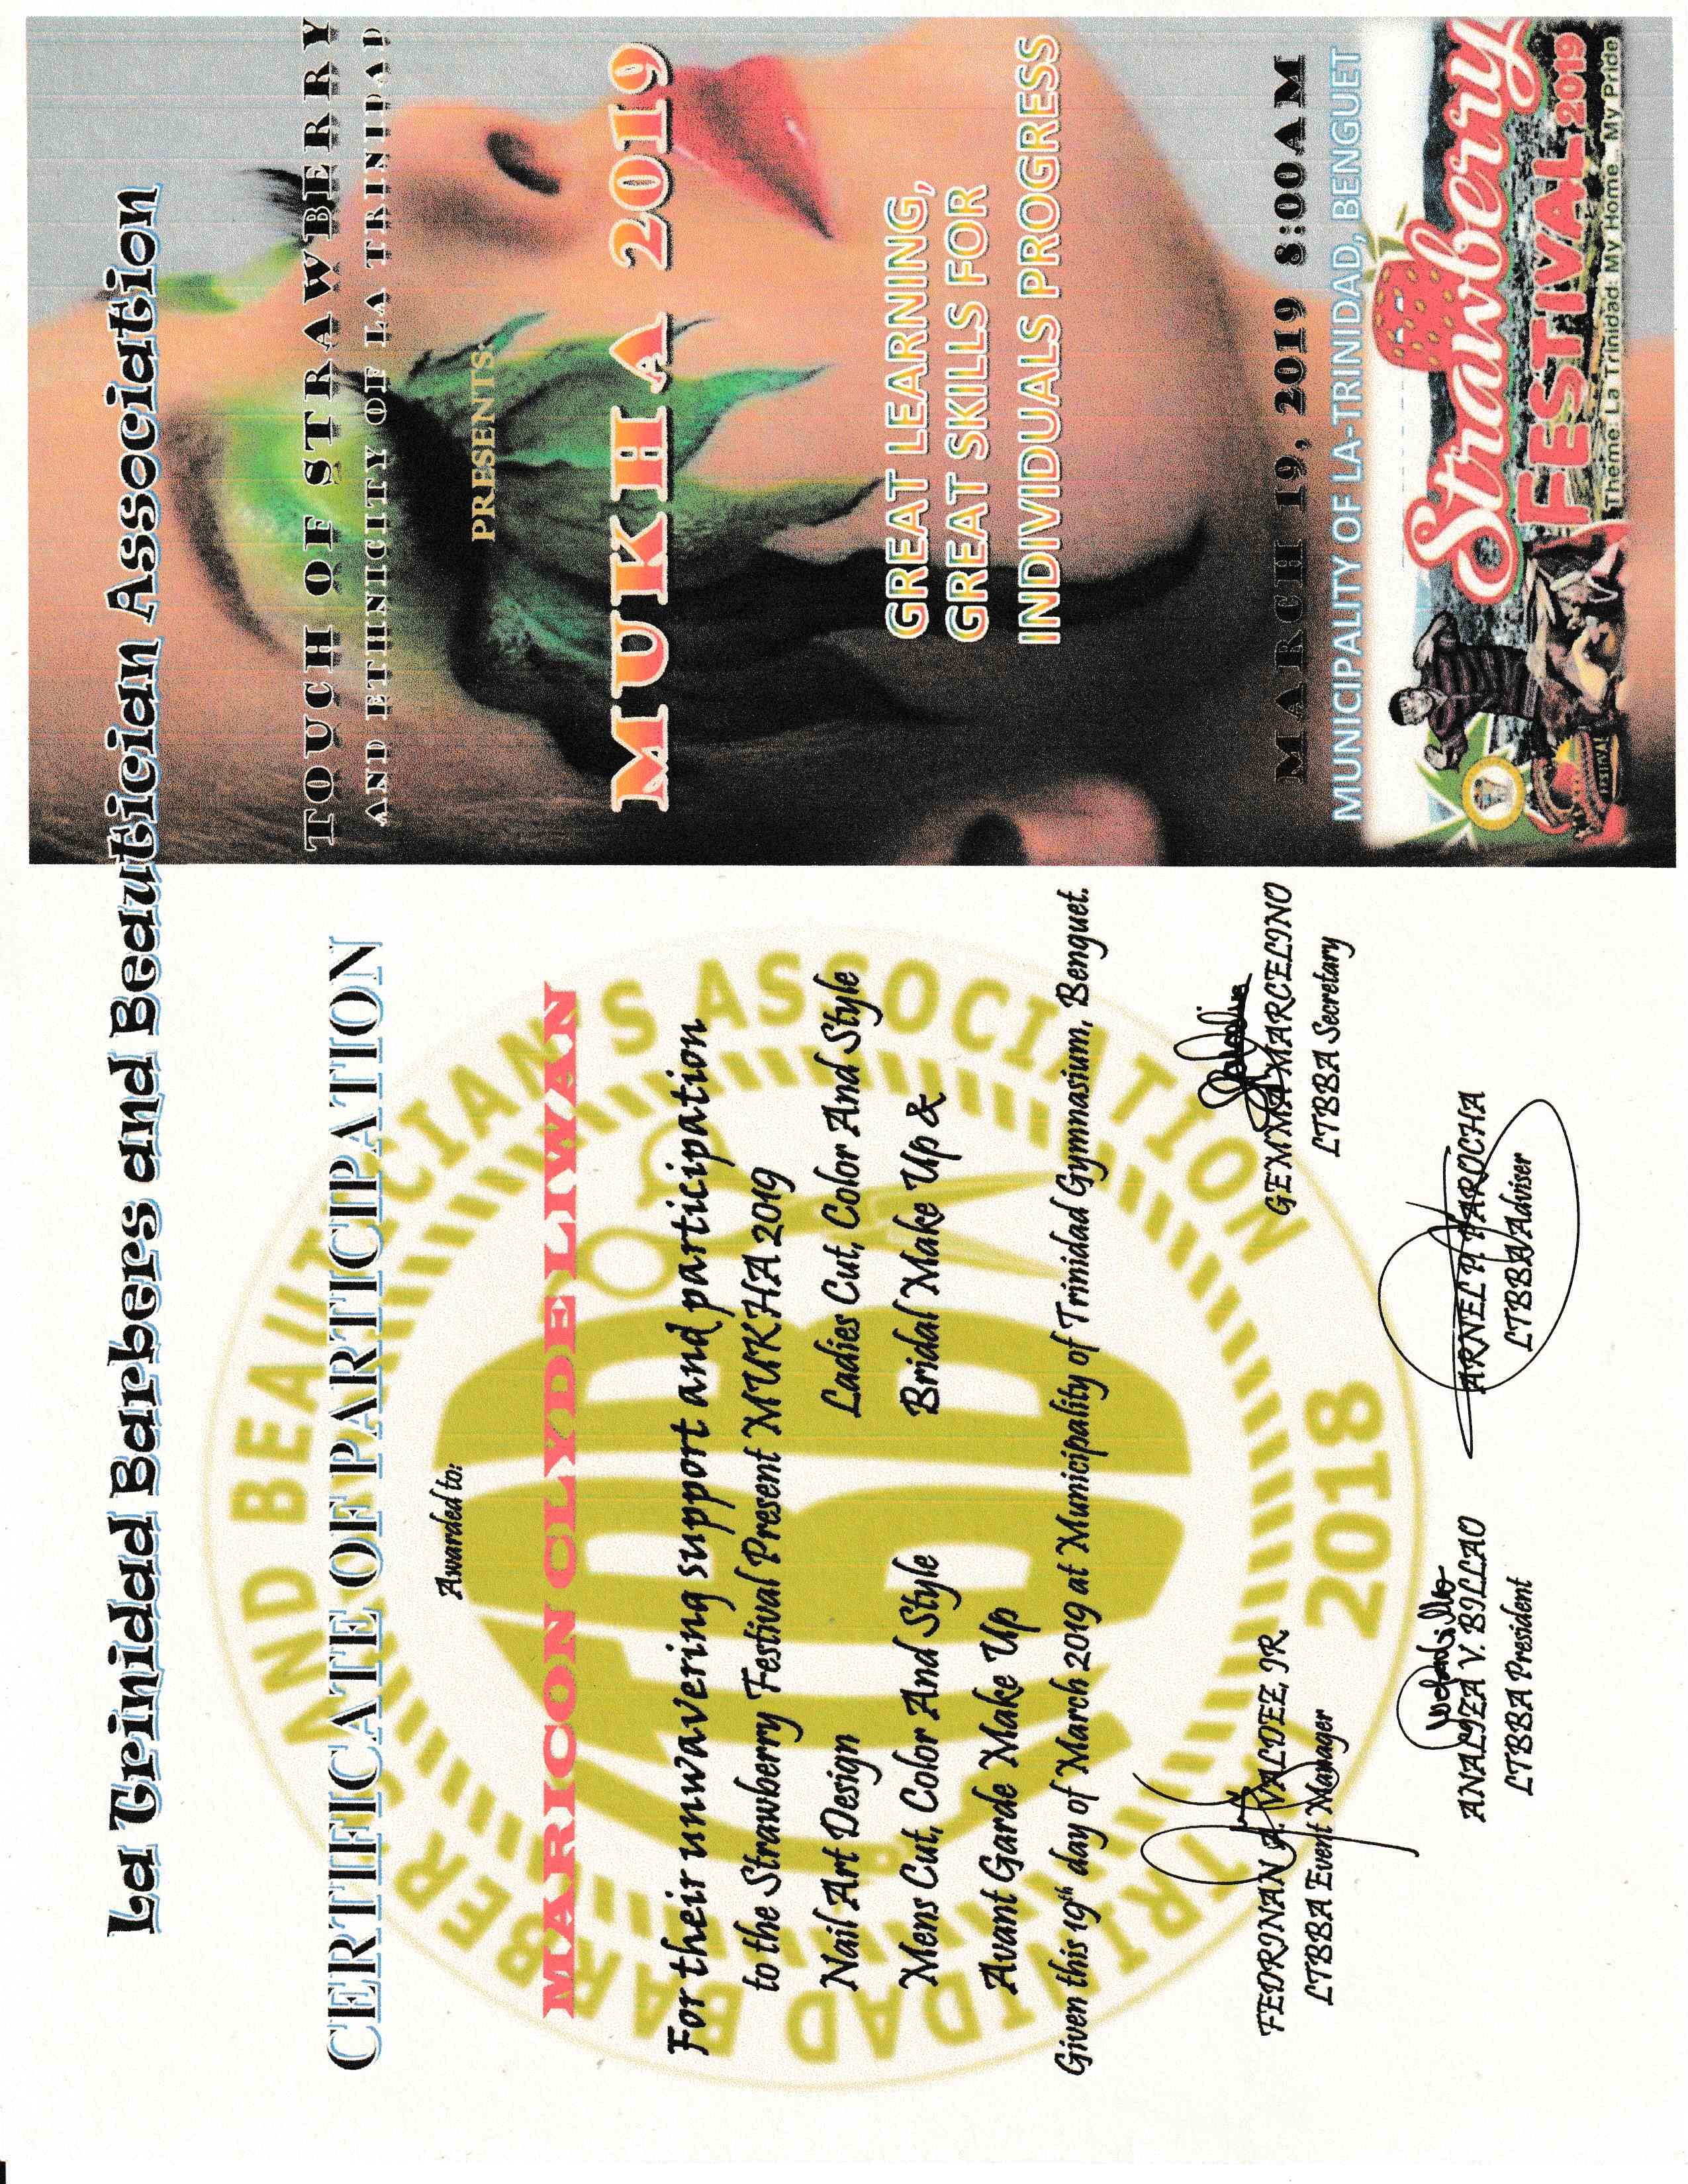 La Trinidad Barbers and Beautician Association
CERTIFICATE OF PARTICIPATION
Awarded to:
MARICON CLYDE LIWAN
For their unwavering support and participation
to the Strawberry Festival Present MUKHA 2019
Nail Art Design
Ladies Cut, Color And Style
Mens Cut, Color And Style
Bridal Make Up &
Avant Garde Make Up
Given this 19th day of March 2019 at Municipality of Trinidad Gymnasium, Benguet.
FEDRINAN A. VALDEZ, JR.
LTBBA Event Manager
GEMMA MARCELINO
LTBBA Secretary
ANALIZA V. BILLAO
LTBBA President
ARNEL P. PAROCHA
LTBBA Adviser
TRINIDAD BARBER'S AND BEAUTICIANS ASSOCIATION
LTBBA
2018
TOUCH OF STRAWBERRY
AND ETHNICITY OF LA TRINIDAD
PRESENTS:
MUKHA 2019
GREAT LEARNING,
GREAT SKILLS FOR
INDIVIDUALS PROGRESS
MARCH 19, 2019 8:00AM
MUNICIPALITY OF LA-TRINIDAD, BENGUET
Strawberry
FESTIVAL 2019
Theme: La Trinidad: My Home... My Pride